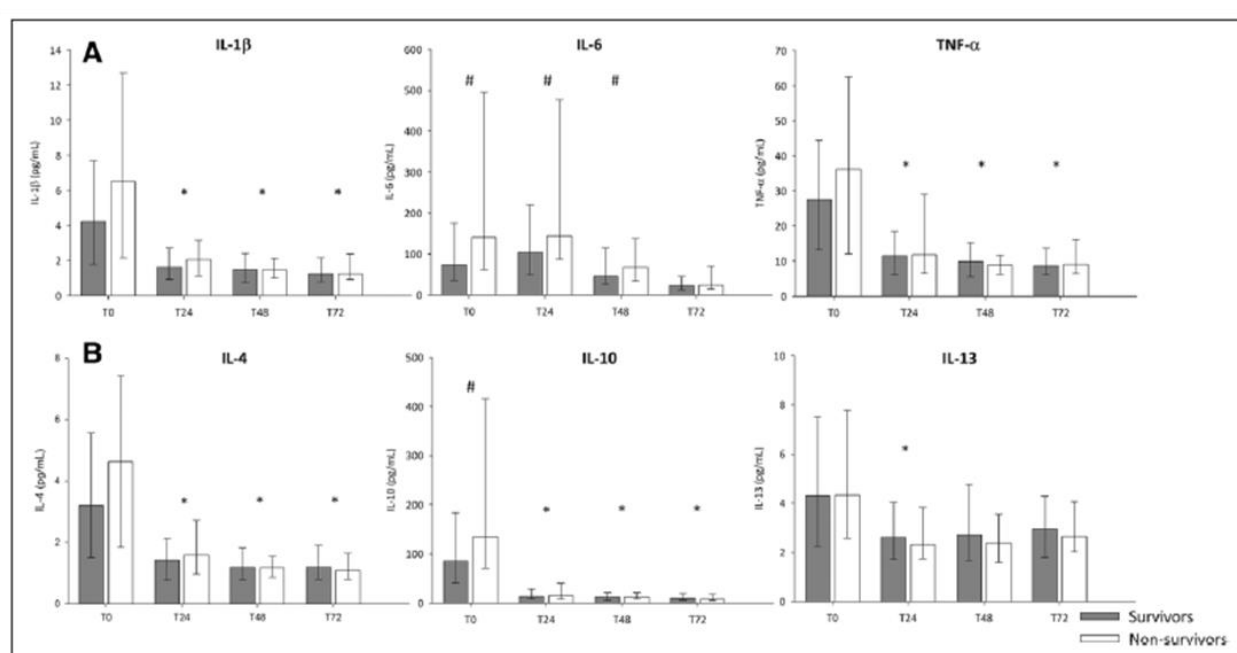 A
IL-1β
IL-1β (pg/mL)
14
12
10
8
6
4
2
0
* * *
T0 T24 T48 T72
IL-6
IL-6 (pg/mL)
600
500
400
300
200
100
0
# # #
T0 T24 T48 T72
TNF-α
TNF-α (pg/mL)
70
60
50
40
30
20
10
0
* * *
T0 T24 T48 T72
B
IL-4
IL-4 (pg/mL)
8
6
4
2
0
* * *
T0 T24 T48 T72
IL-10
IL-10 (pg/mL)
500
400
300
200
100
0
# * * *
T0 T24 T48 T72
IL-13
IL-13 (pg/mL)
10
8
6
4
2
0
*
T0 T24 T48 T72
Survivors
Non-survivors